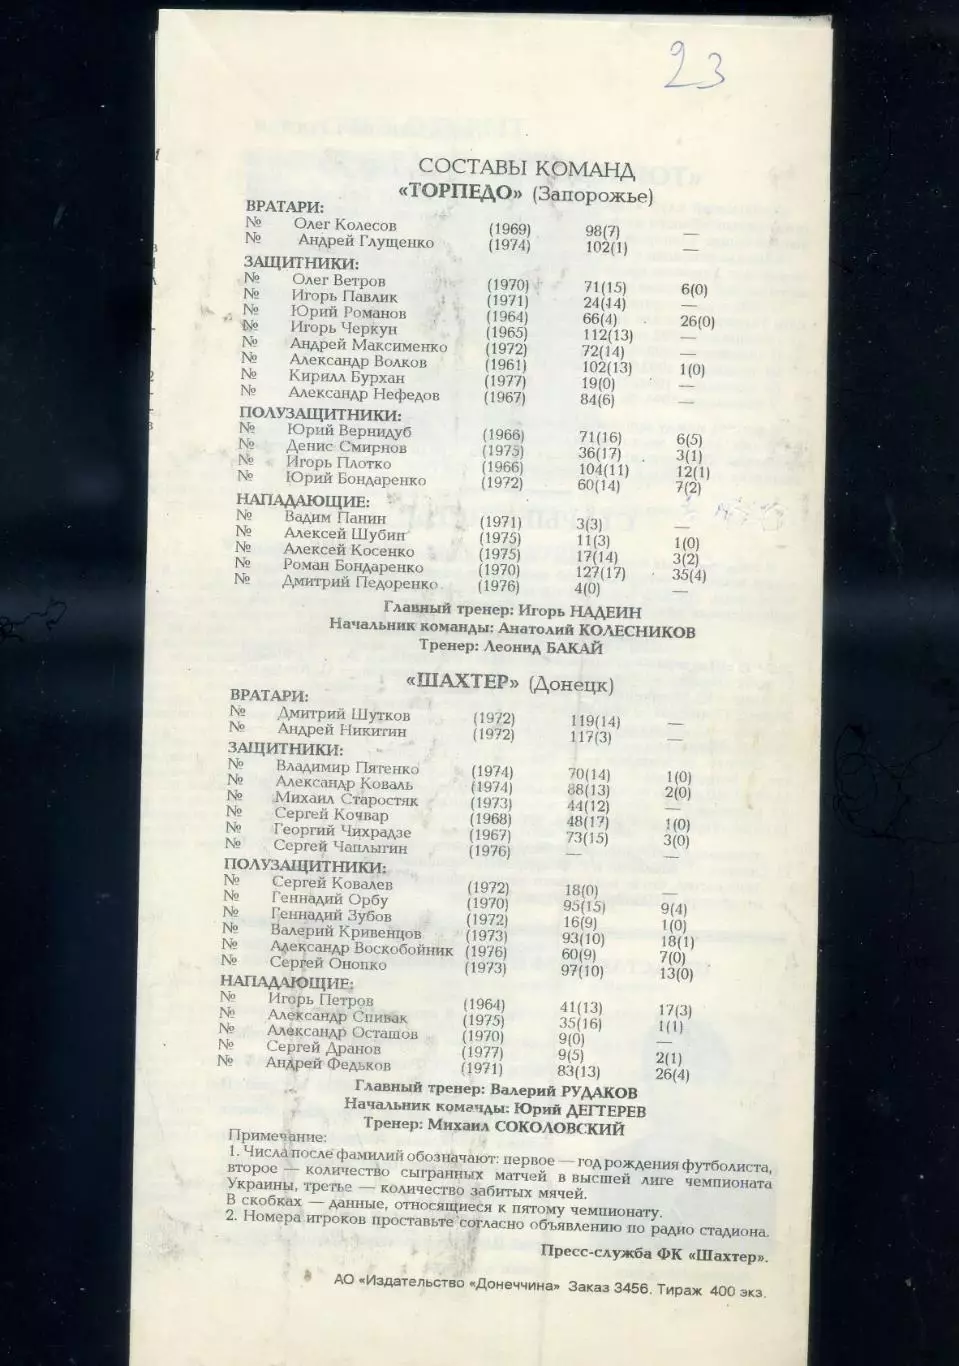 23
СОСТАВЫ КОМАНД
«ТОРПЕДО» (Запорожье)
ВРАТАРИ:
№ Олег Колесов (1969) 98(7) —
№ Андрей Глущенко (1974) 102(1) —
ЗАЩИТНИКИ:
№ Олег Ветров (1970) 71(15) 6(0)
№ Игорь Павлик (1971) 24(14) —
№ Юрий Романов (1964) 66(4) 26(0)
№ Игорь Черкун (1965) 112(13) —
№ Андрей Максименко (1972) 72(14) —
№ Александр Волков (1961) 102(13) 1(0)
№ Кирилл Бурхан (1977) 19(0) —
№ Александр Нефедов (1967) 84(6) —
ПОЛУЗАЩИТНИКИ:
№ Юрий Вернидуб (1966) 71(16) 6(5)
№ Денис Смирнов (1975) 36(17) 3(1)
№ Игорь Плотко (1966) 104(11) 12(1)
№ Юрий Бондаренко (1972) 60(14) 7(2)
НАПАДАЮЩИЕ:
№ Вадим Панин (1971) 3(3) —
№ Алексей Шубин (1975) 11(3) 1(0)
№ Алексей Косенко (1975) 17(14) 3(2)
№ Роман Бондаренко (1970) 127(17) 35(4)
№ Дмитрий Педоренко (1976) 4(0) —
Главный тренер: Игорь НАДЕИН
Начальник команды: Анатолий КОЛЕСНИКОВ
Тренер: Леонид БАКАЙ
«ШАХТЕР» (Донецк)
ВРАТАРИ:
№ Дмитрий Шутков (1972) 119(14) —
№ Андрей Никитин (1972) 117(3) —
ЗАЩИТНИКИ:
№ Владимир Пятенко (1974) 70(14) 1(0)
№ Александр Коваль (1974) 88(13) 2(0)
№ Михаил Старостяк (1973) 44(12) —
№ Сергей Кочвар (1968) 48(17) 1(0)
№ Георгий Чихрадзе (1967) 73(15) 3(0)
№ Сергей Чаплыгин (1976) — —
ПОЛУЗАЩИТНИКИ:
№ Сергей Ковалев (1972) 18(0) —
№ Геннадий Орбу (1970) 95(15) 9(4)
№ Геннадий Зубов (1972) 16(9) 1(0)
№ Валерий Кривенцов (1973) 93(10) 18(1)
№ Александр Воскобойник (1976) 60(9) 7(0)
№ Сергей Онопко (1973) 97(10) 13(0)
НАПАДАЮЩИЕ:
№ Игорь Петров (1964) 41(13) 17(3)
№ Александр Спивак (1975) 35(16) 1(1)
№ Александр Осташов (1970) 9(0) —
№ Сергей Дранов (1977) 9(5) 2(1)
№ Андрей Федьков (1971) 83(13) 26(4)
Главный тренер: Валерий РУДАКОВ
Начальник команды: Юрий ДЕГТЕРЕВ
Тренер: Михаил СОКОЛОВСКИЙ
Примечание:
1. Числа после фамилий обозначают: первое — год рождения футболиста,
второе — количество сыгранных матчей в высшей лиге чемпионата
Украины, третье — количество забитых мячей.
В скобках — данные, относящиеся к пятому чемпионату.
2. Номера игроков проставьте согласно объявлению по радио стадиона.
Пресс-служба ФК «Шахтер».
АО «Издательство «Донеччина» Заказ 3456. Тираж 400 экз.